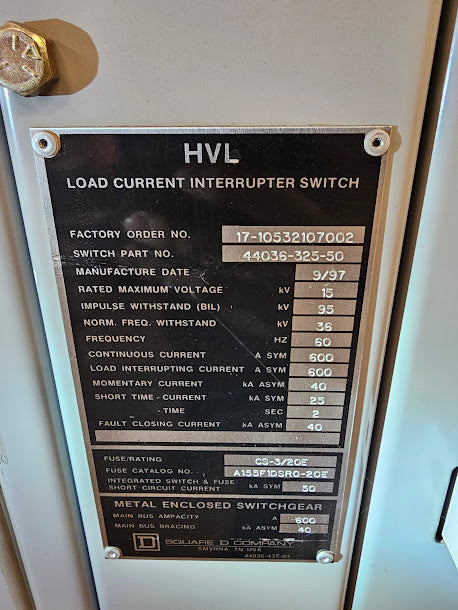 HVL
LOAD CURRENT INTERRUPTER SWITCH
FACTORY ORDER NO. 17-10532107002
SWITCH PART NO. 44036-325-50
MANUFACTURE DATE 9/97
RATED MAXIMUM VOLTAGE kV 15
IMPULSE WITHSTAND (BIL) kV 95
NORM. FREQ. WITHSTAND kV 36
FREQUENCY HZ 60
CONTINUOUS CURRENT A SYM 600
LOAD INTERRUPTING CURRENT A SYM 600
MOMENTARY CURRENT kA ASYM 40
SHORT TIME - CURRENT kA SYM 25
- TIME SEC 2
FAULT CLOSING CURRENT kA ASYM 40
FUSE/RATING CS-3/20E
FUSE CATALOG NO. A155F1DSRO-20E
INTEGRATED SWITCH & FUSE
SHORT CIRCUIT CURRENT kA SYM 50
METAL ENCLOSED SWITCHGEAR
MAIN BUS AMPACITY A 600
MAIN BUS BRACING kA ASYM 40
D SQUARE D COMPANY
SMYRNA, TN USA
44036-437-01